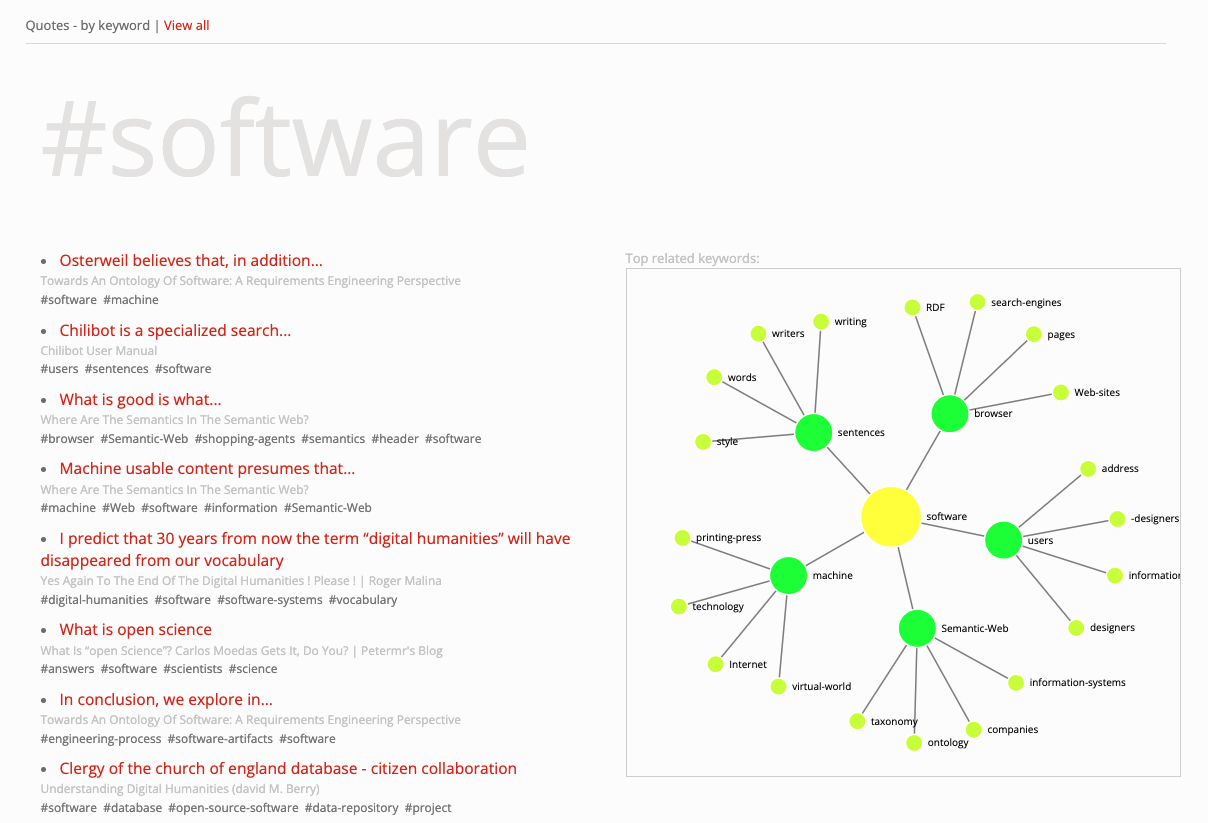 Quotes - by keyword | View all
#software
• Osterweil believes that, in addition...
Towards An Ontology Of Software: A Requirements Engineering Perspective
#software #machine
• Chilibot is a specialized search...
Chilibot User Manual
#users #sentences #software
• What is good is what...
Where Are The Semantics In The Semantic Web?
#browser #Semantic-Web #shopping-agents #semantics #header #software
• Machine usable content presumes that...
Where Are The Semantics In The Semantic Web?
#machine #Web #software #information #Semantic-Web
• I predict that 30 years from now the term “digital humanities” will have
disappeared from our vocabulary
Yes Again To The End Of The Digital Humanities ! Please ! | Roger Malina
#digital-humanities #software #software-systems #vocabulary
• What is open science
What Is “open Science”? Carlos Moedas Gets It, Do You? | Petermr's Blog
#answers #software #scientists #science
• In conclusion, we explore in...
Towards An Ontology Of Software: A Requirements Engineering Perspective
#engineering-process #software-artifacts #software
• Clergy of the church of england database - citizen collaboration
Understanding Digital Humanities (david M. Berry)
#software #database #open-source-software #data-repository #project
Top related keywords:
search-engines
RDF
writing
writers
pages
words
Web-sites
browser
sentences
style
address
software
-designers
printing-press
users
machine
information
technology
designers
Semantic-Web
Internet
information-systems
virtual-world
taxonomy
companies
ontology